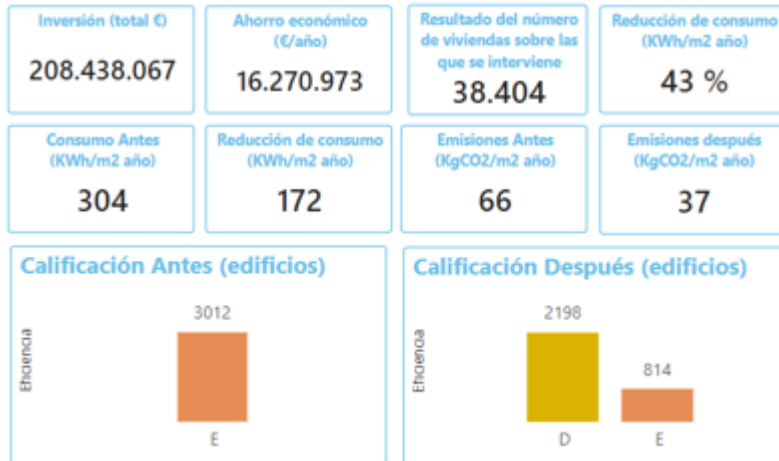 Inversión (total €)
208.438.067
Ahorro económico
(€/año)
16.270.973
Resultado del número
de viviendas sobre las
que se interviene
38.404
Reducción de consumo
(KWh/m2 año)
43 %
Consumo Antes
(KWh/m2 año)
304
Reducción de consumo
(KWh/m2 año)
172
Emisiones Antes
(KgCO2/m2 año)
66
Emisiones después
(KgCO2/m2 año)
37
Calificación Antes (edificios)
Eficiencia
3012
E
Calificación Después (edificios)
Eficiencia
2198
814
D
E